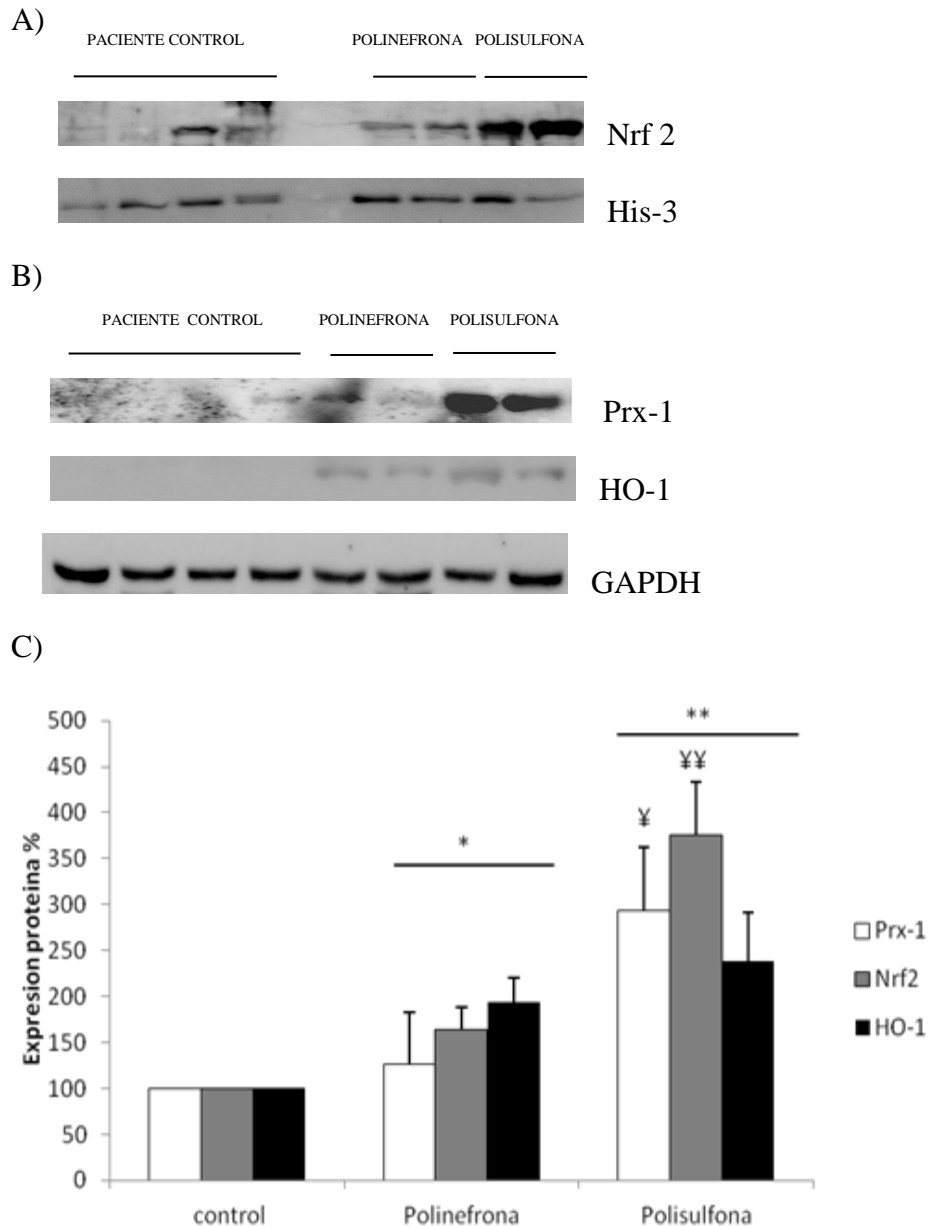 A)
PACIENTE CONTROL POLINEFRONA POLISULFONA
Nrf 2
His-3
B)
PACIENTE CONTROL POLINEFRONA POLISULFONA
Prx-1
HO-1
GAPDH
C)
Expresion proteina %
500
450
400
350
300
250
200
150
100
50
0
*
**
¥
¥¥
control Polinefrona Polisulfona
Prx-1
Nrf2
HO-1